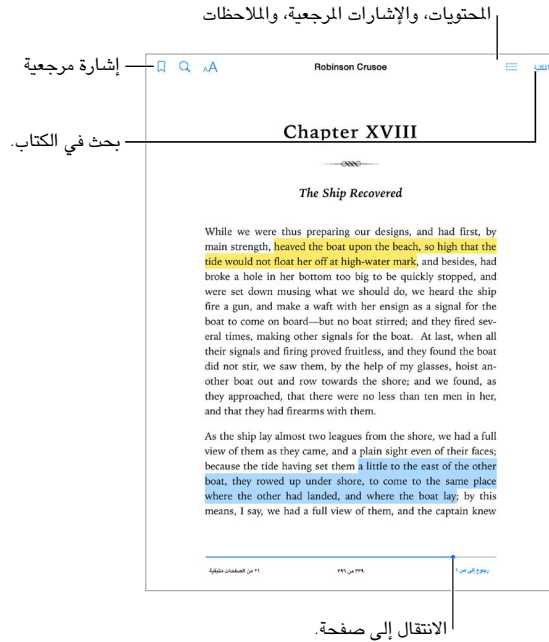 المحتويات، والإشارات المرجعية، والملاحظات
إشارة مرجعية
AA
Robinson Crusoe
المكتبة
بحث في الكتاب.
Chapter XVIII
The Ship Recovered
While we were thus preparing our designs, and had first, by
main strength, heaved the boat upon the beach, so high that the
tide would not float her off at high-water mark, and besides, had
broke a hole in her bottom too big to be quickly stopped, and
were set down musing what we should do, we heard the ship
fire a gun, and make a waft with her ensign as a signal for the
boat to come on board—but no boat stirred; and they fired sev-
eral times, making other signals for the boat. At last, when all
their signals and firing proved fruitless, and they found the boat
did not stir, we saw them, by the help of my glasses, hoist an-
other boat out and row towards the shore; and we found, as
they approached, that there were no less than ten men in her,
and that they had firearms with them.
As the ship lay almost two leagues from the shore, we had a full
view of them as they came, and a plain sight even of their faces;
because the tide having set them a little to the east of the other
boat, they rowed up under shore, to come to the same place
where the other had landed, and where the boat lay; by this
means, I say, we had a full view of them, and the captain knew
رجوع إلى ص ١
٣٣٩ من ٣٩٦
٢١ من الصفحات متبقية
الانتقال إلى صفحة.